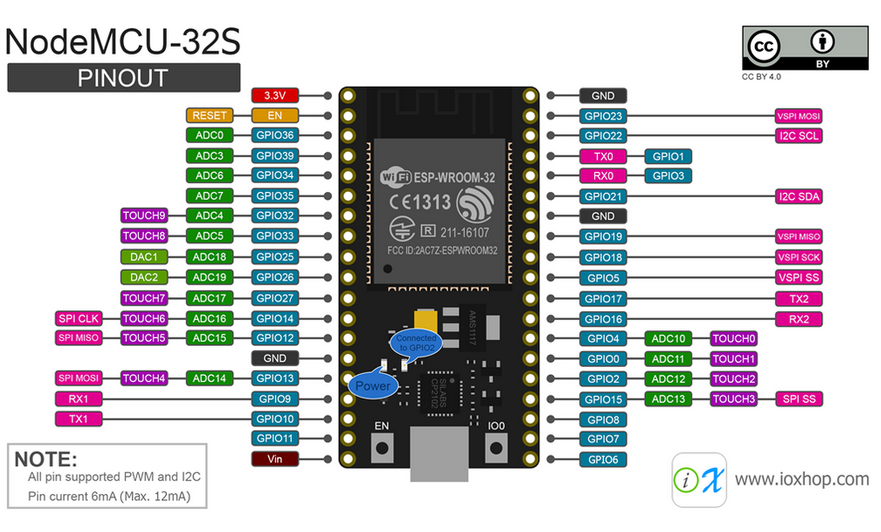 NodeMCU-32S
PINOUT
CC BY
CC BY 4.0
3.3V GND
RESET EN GPIO23 VSPI MOSI
ADC0 GPIO36 GPIO22 I2C SCL
ADC3 GPIO39 TX0 GPIO1
ADC6 GPIO34 RX0 GPIO3
ADC7 GPIO35 GPIO21 I2C SDA
TOUCH9 ADC4 GPIO32 GND
TOUCH8 ADC5 GPIO33 GPIO19 VSPI MISO
DAC1 ADC18 GPIO25 GPIO18 VSPI SCK
DAC2 ADC19 GPIO26 GPIO5 VSPI SS
TOUCH7 ADC17 GPIO27 GPIO17 TX2
SPI CLK TOUCH6 ADC16 GPIO14 GPIO16 RX2
SPI MISO TOUCH5 ADC15 GPIO12 GPIO4 ADC10 TOUCH0
GND GPIO0 ADC11 TOUCH1
SPI MOSI TOUCH4 ADC14 GPIO13 GPIO2 ADC12 TOUCH2
RX1 GPIO9 GPIO15 ADC13 TOUCH3 SPI SS
TX1 GPIO10 GPIO8
GPIO11 GPIO7
Vin GPIO6
WiFi ESP-WROOM-32
CE1313
R 211-16107
FCC ID:2AC7Z-ESPWROOM32
AMS1117
Connected
to GPIO2
Power
SILABS
CP2102
EN IO0
NOTE:
All pin supported PWM and I2C
Pin current 6mA (Max. 12mA)
iX www.ioxhop.com